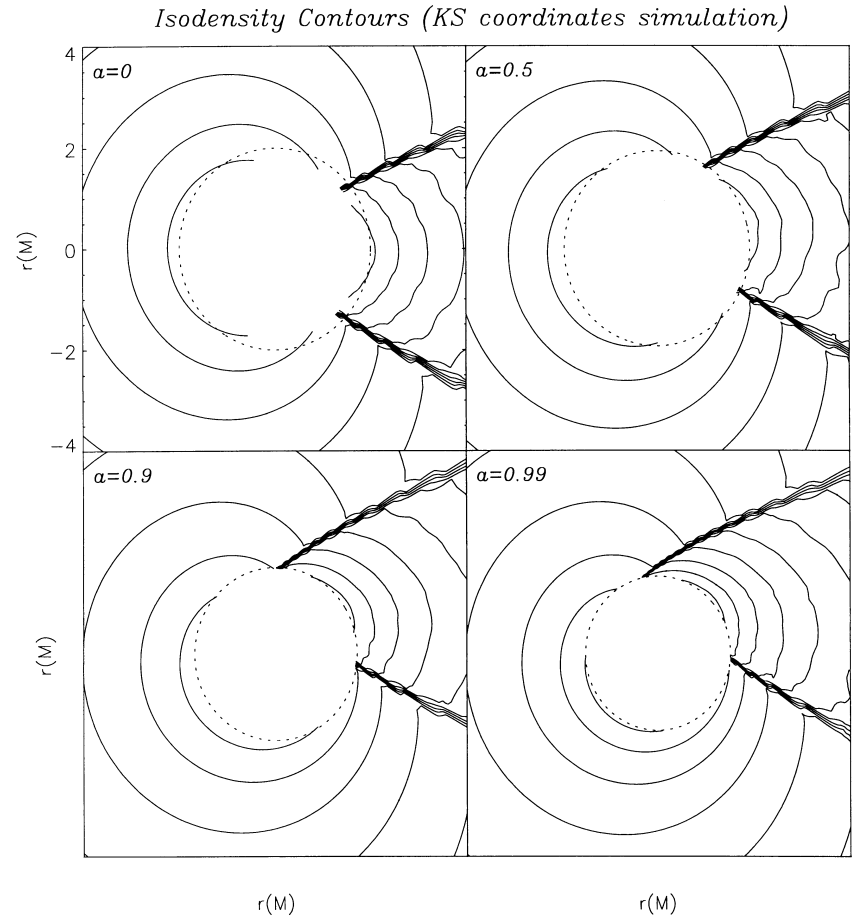 Isodensity Contours (KS coordinates simulation)
4
a=0
a=0.5
2
r(M)
0
−2
−4
a=0.9
a=0.99
r(M)
r(M)
r(M)